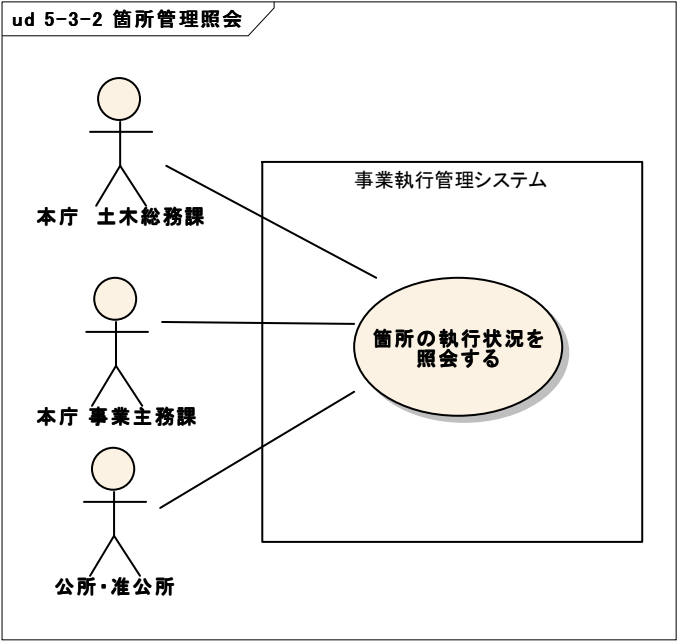 ud 5-3-2 箇所管理照会
事業執行管理システム
本庁　土木総務課
箇所の執行状況を
照会する
本庁 事業主務課
公所・准公所